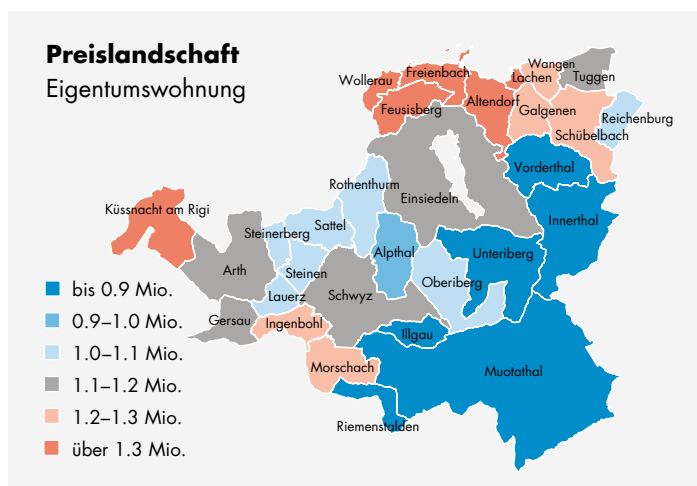 Preislandschaft
Eigentumswohnung
Wollerau
Freienbach
Wangen
Lachen
Tuggen
Feusisberg
Altendorf
Galgenen
Reichenburg
Schübelbach
Vorderthal
Rothenthurm
Einsiedeln
Innerthal
Küssnacht am Rigi
Steinerberg
Sattel
Alpthal
Unteriberg
Arth
Steinen
Oberiberg
Lauerz
Schwyz
Gersau
Ingenbohl
Illgau
Morschach
Muotathal
Riemenstalden
bis 0.9 Mio.
0.9–1.0 Mio.
1.0–1.1 Mio.
1.1–1.2 Mio.
1.2–1.3 Mio.
über 1.3 Mio.